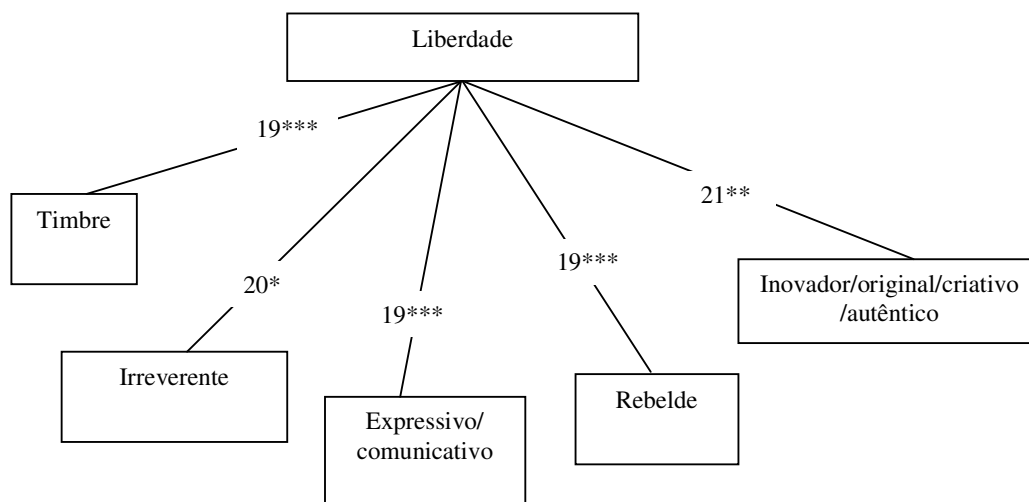 Liberdade
19***
21**
Timbre
19***
20*
Inovador/original/criativo
/autêntico
19***
Irreverente
Rebelde
Expressivo/
comunicativo